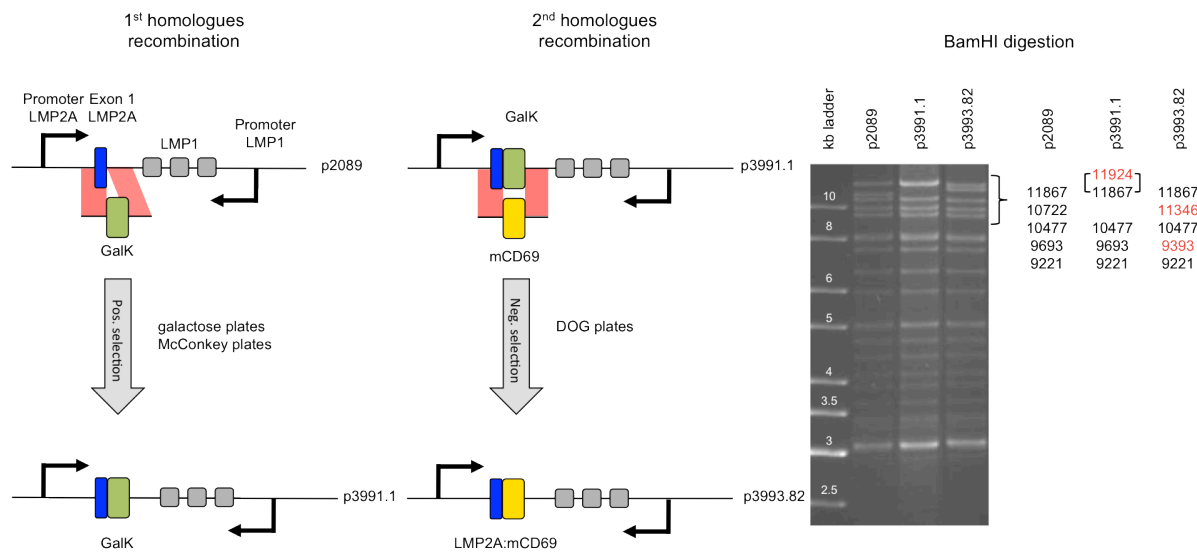 1st homologues
recombination
Promoter
LMP2A
Exon 1
LMP2A
LMP1
Promoter
LMP1
p2089
GalK
Pos. selection
galactose plates
McConkey plates
p3991.1
GalK
2nd homologues
recombination
GalK
p3991.1
mCD69
Neg. selection
DOG plates
p3993.82
LMP2A:mCD69
BamHI digestion
kb ladder
p2089
p3991.1
p3993.82
10
8
6
5
4
3.5
3
2.5
p2089
p3991.1
p3993.82
11924
11867 11867 11867
10722 11346
10477 10477 10477
9693 9693 9393
9221 9221 9221